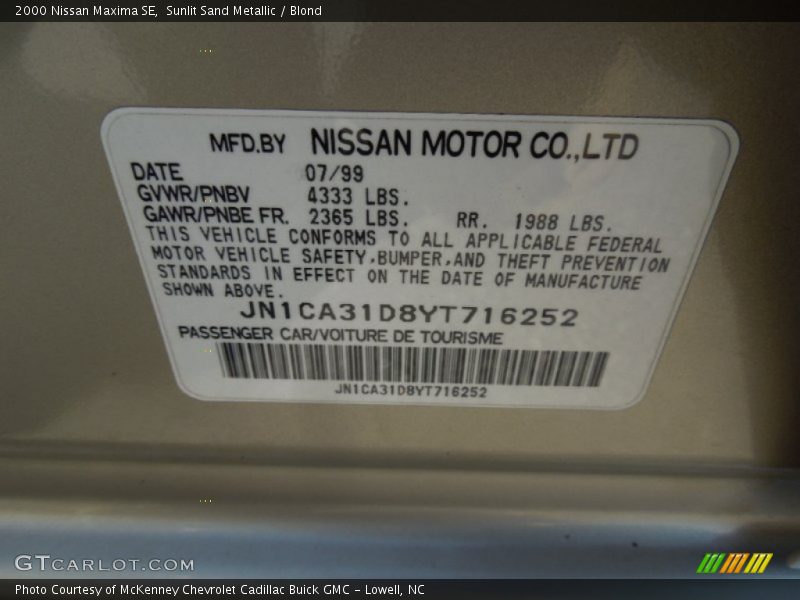 2000 Nissan Maxima SE,  Sunlit Sand Metallic / Blond
MFD.BY NISSAN MOTOR CO.,LTD
DATE 07/99
GVWR/PNBV 4333 LBS.
GAWR/PNBE FR. 2365 LBS. RR. 1988 LBS.
THIS VEHICLE CONFORMS TO ALL APPLICABLE FEDERAL
MOTOR VEHICLE SAFETY,BUMPER,AND THEFT PREVENTION
STANDARDS IN EFFECT ON THE DATE OF MANUFACTURE
SHOWN ABOVE.
JN1CA31D8YT716252
PASSENGER CAR/VOITURE DE TOURISME
JN1CA31D8YT716252
GTCARLOT.COM
Photo Courtesy of McKenney Chevrolet Cadillac Buick GMC - Lowell, NC